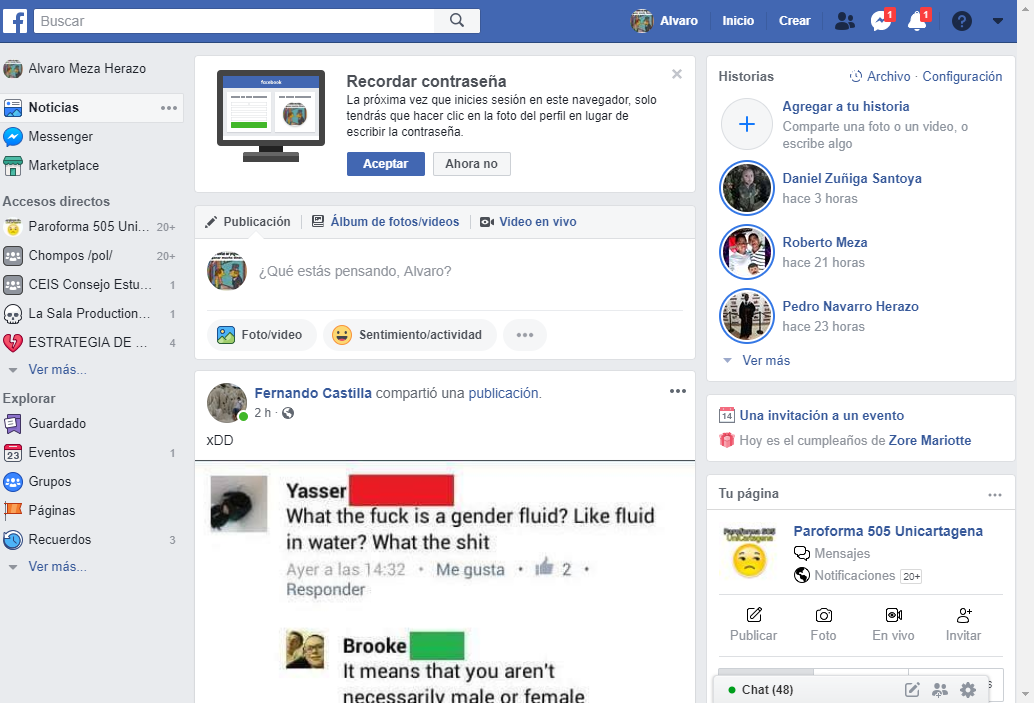 Buscar
Alvaro
Inicio
Crear
1
1
Alvaro Meza Herazo
Noticias
Messenger
Marketplace
Accesos directos
Paroforma 505 Uni... 20+
Chompos /pol/ 20+
CEIS Consejo Estu... 1
La Sala Production... 1
ESTRATEGIA DE ... 4
Ver más...
Explorar
Guardado
Eventos 1
Grupos
Páginas
Recuerdos 3
Ver más...
facebook
Recordar contraseña
La próxima vez que inicies sesión en este navegador, solo
tendrás que hacer clic en la foto del perfil en lugar de
escribir la contraseña.
Aceptar
Ahora no
Publicación
Álbum de fotos/videos
Video en vivo
¿Qué estás pensando, Alvaro?
Foto/video
Sentimiento/actividad
Fernando Castilla compartió una publicación.
2 h ·
xDD
Yasser
What the fuck is a gender fluid? Like fluid
in water? What the shit
Ayer a las 14:32 • Me gusta • 2 •
Responder
Brooke
It means that you aren't
necessarily male or female
Historias
Archivo · Configuración
Agregar a tu historia
Comparte una foto o un video, o
escribe algo
Daniel Zuñiga Santoya
hace 3 horas
Roberto Meza
hace 21 horas
Pedro Navarro Herazo
hace 23 horas
Ver más
14 Una invitación a un evento
Hoy es el cumpleaños de Zore Mariotte
Tu página
Paroforma 505
UniCartagena
Paroforma 505 Unicartagena
Mensajes
Notificaciones 20+
Publicar
Foto
En vivo
Invitar
Chat (48)